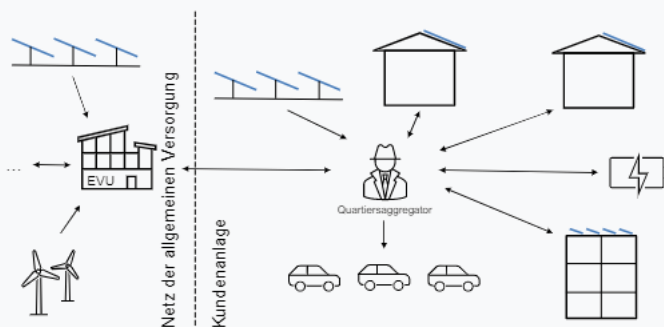 Netz der allgemeinen Versorgung
Kundenanlage
...
EVU
Quartiersaggregator